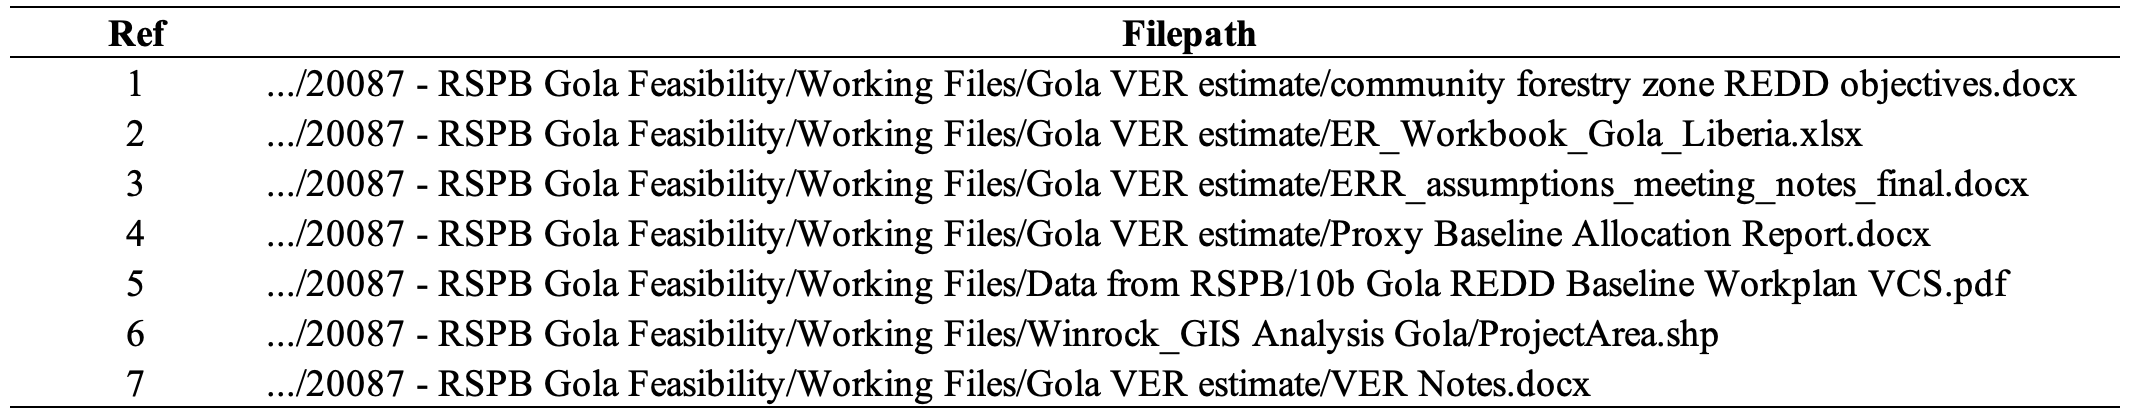 Ref Filepath
1 .../20087 - RSPB Gola Feasibility/Working Files/Gola VER estimate/community forestry zone REDD objectives.docx
2 .../20087 - RSPB Gola Feasibility/Working Files/Gola VER estimate/ER_Workbook_Gola_Liberia.xlsx
3 .../20087 - RSPB Gola Feasibility/Working Files/Gola VER estimate/ERR_assumptions_meeting_notes_final.docx
4 .../20087 - RSPB Gola Feasibility/Working Files/Gola VER estimate/Proxy Baseline Allocation Report.docx
5 .../20087 - RSPB Gola Feasibility/Working Files/Data from RSPB/10b Gola REDD Baseline Workplan VCS.pdf
6 .../20087 - RSPB Gola Feasibility/Working Files/Winrock_GIS Analysis Gola/ProjectArea.shp
7 .../20087 - RSPB Gola Feasibility/Working Files/Gola VER estimate/VER Notes.docx